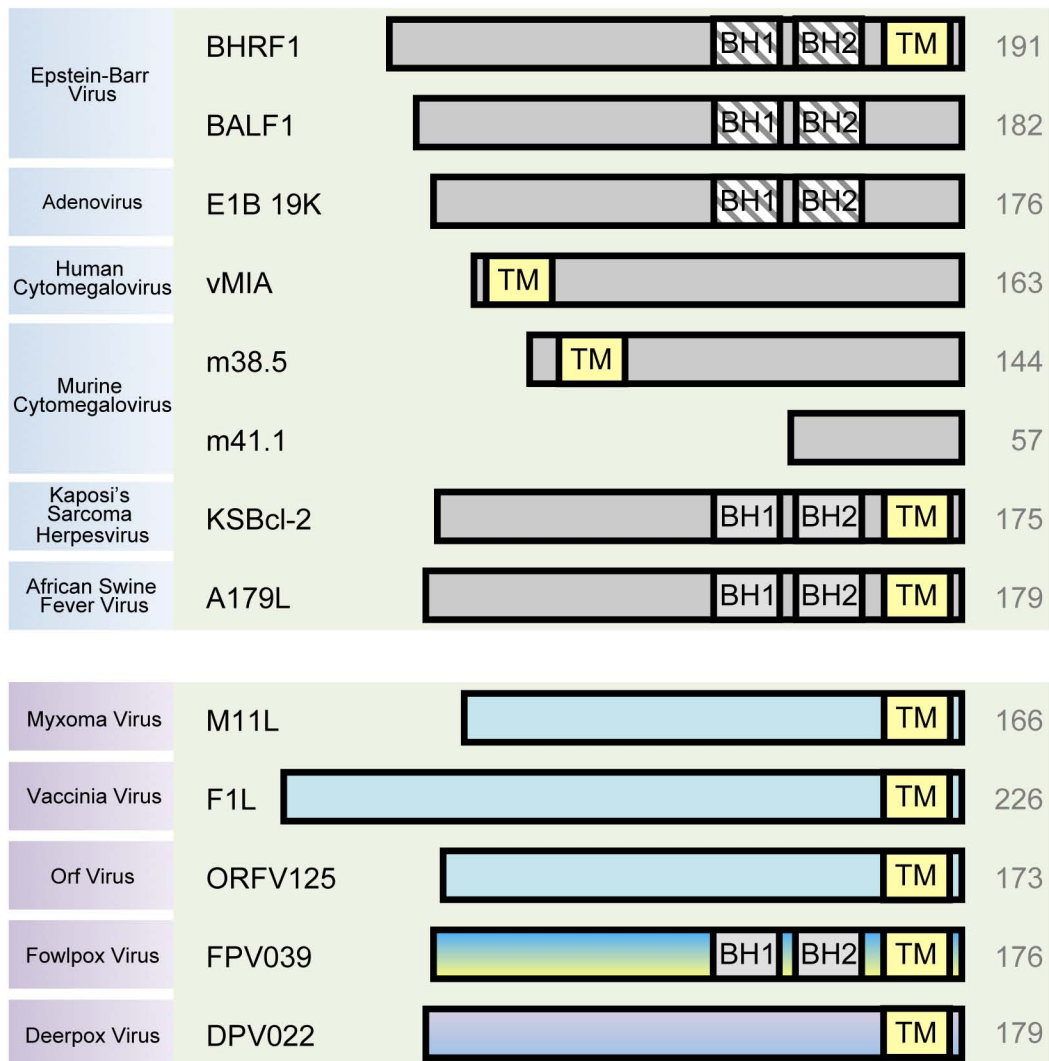 Epstein-Barr
Virus
BHRF1 BH1 BH2 TM 191
BALF1 BH1 BH2 182
Adenovirus E1B 19K BH1 BH2 176
Human
Cytomegalovirus
vMIA TM 163
Murine
Cytomegalovirus
m38.5 TM 144
m41.1 57
Kaposi's
Sarcoma
Herpesvirus
KSBcl-2 BH1 BH2 TM 175
African Swine
Fever Virus
A179L BH1 BH2 TM 179
Myxoma Virus M11L TM 166
Vaccinia Virus F1L TM 226
Orf Virus ORFV125 TM 173
Fowlpox Virus FPV039 BH1 BH2 TM 176
Deerpox Virus DPV022 TM 179